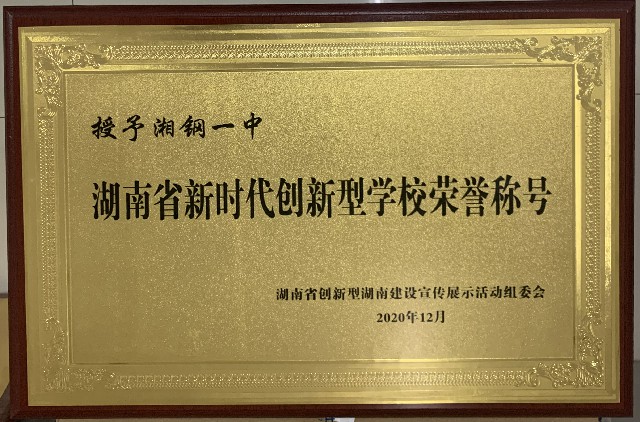 授予湘钢一中
湖南省新时代创新型学校荣誉称号
湖南省创新型湖南建设宣传展示活动组委会
2020年12月